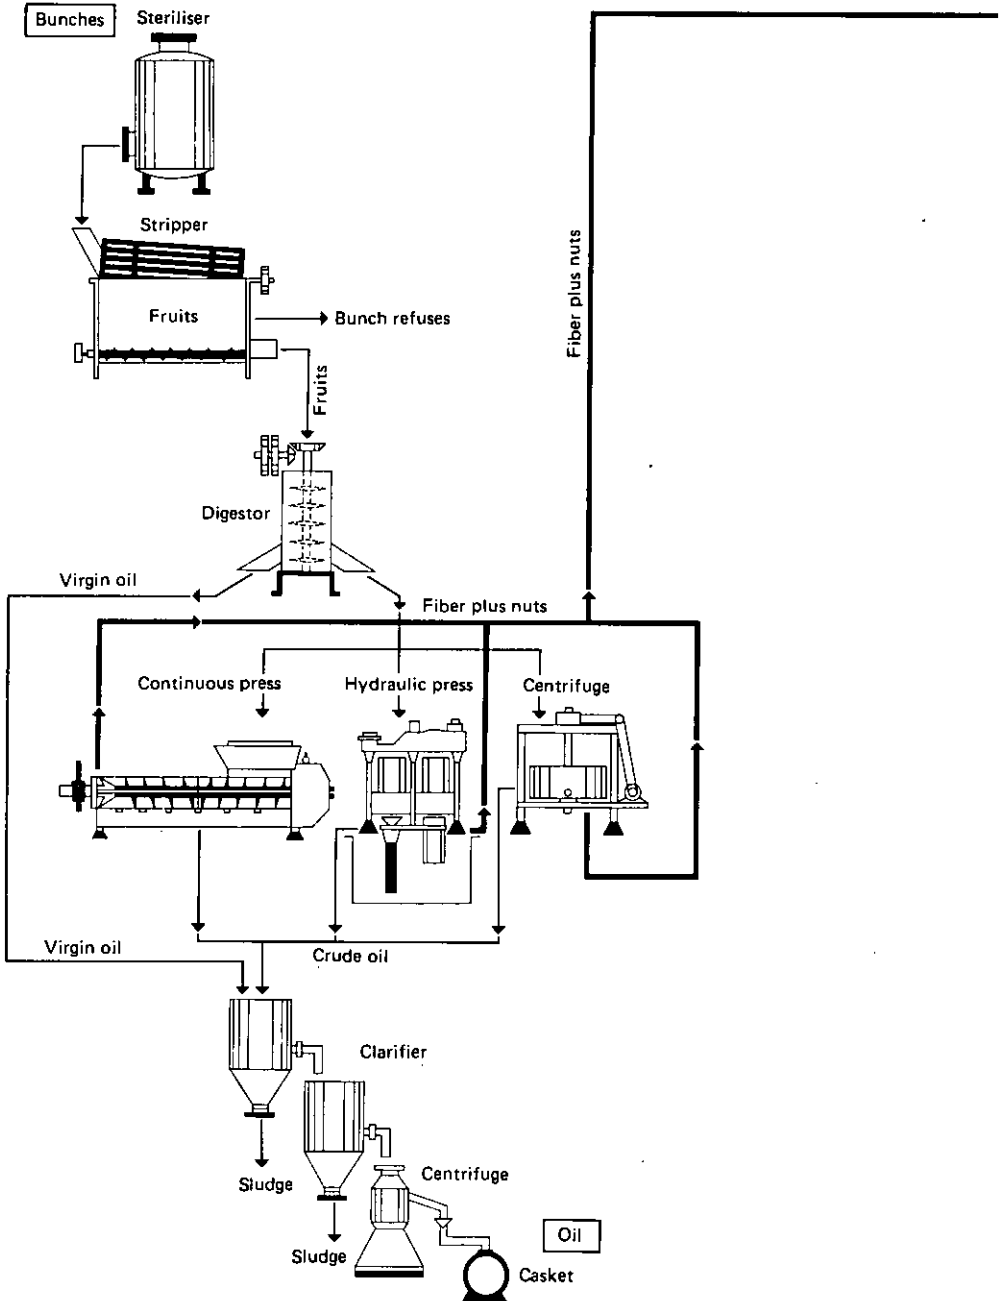 Bunches
Steriliser
Stripper
Fruits
Bunch refuses
Fruits
Fiber plus nuts
Digestor
Virgin oil
Fiber plus nuts
Continuous press
Hydraulic press
Centrifuge
Virgin oil
Crude oil
Clarifier
Sludge
Centrifuge
Sludge
Oil
Casket